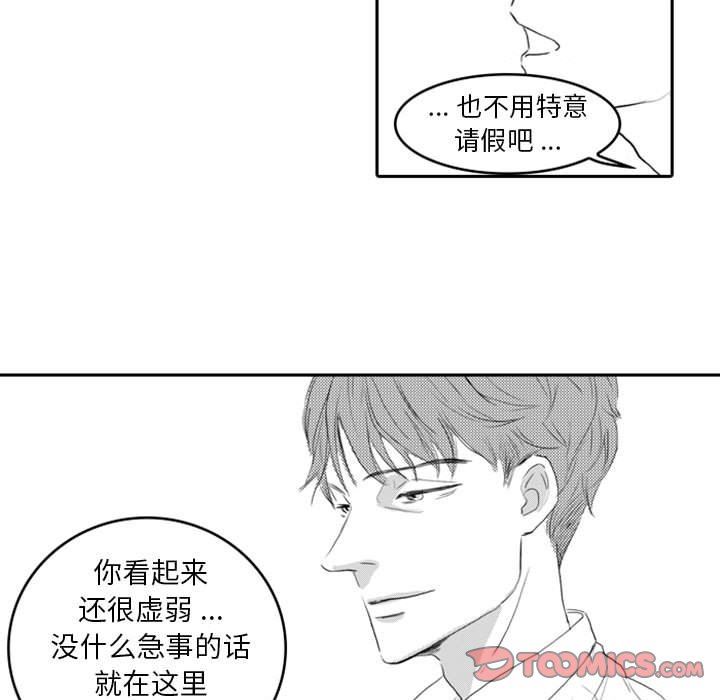 ... 也不用特意
请假吧 ...
你看起来
还很虚弱 ...
没什么急事的话
就在这里
TOOMICS.COM